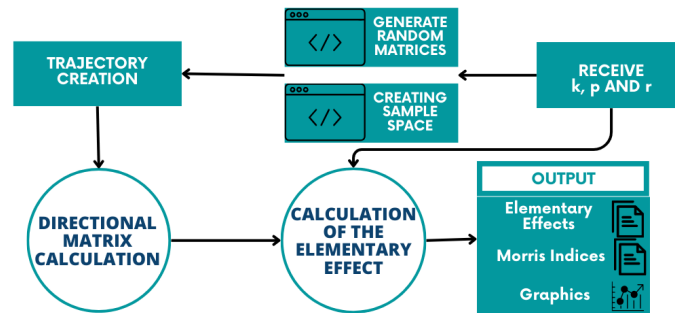 GENERATE
RANDOM
MATRICES
TRAJECTORY
CREATION
RECEIVE
k, p AND r
CREATING
SAMPLE
SPACE
DIRECTIONAL
MATRIX
CALCULATION
CALCULATION
OF THE
ELEMENTARY
EFFECT
OUTPUT
Elementary
Effects
Morris Indices
Graphics